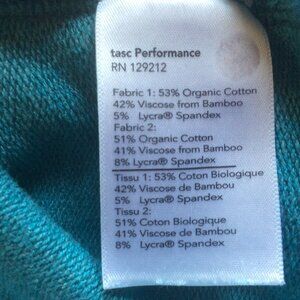 tasc Performance
RN 129212
Fabric 1: 53% Organic Cotton
42% Viscose from Bamboo
5% Lycra® Spandex
Fabric 2:
51% Organic Cotton
41% Viscose from Bamboo
8% Lycra® Spandex
Tissu 1: 53% Coton Biologique
42% Viscose de Bambou
5% Lycra® Spandex
Tissu 2:
51% Coton Biologique
41% Viscose de Bambou
8% Lycra® Spandex